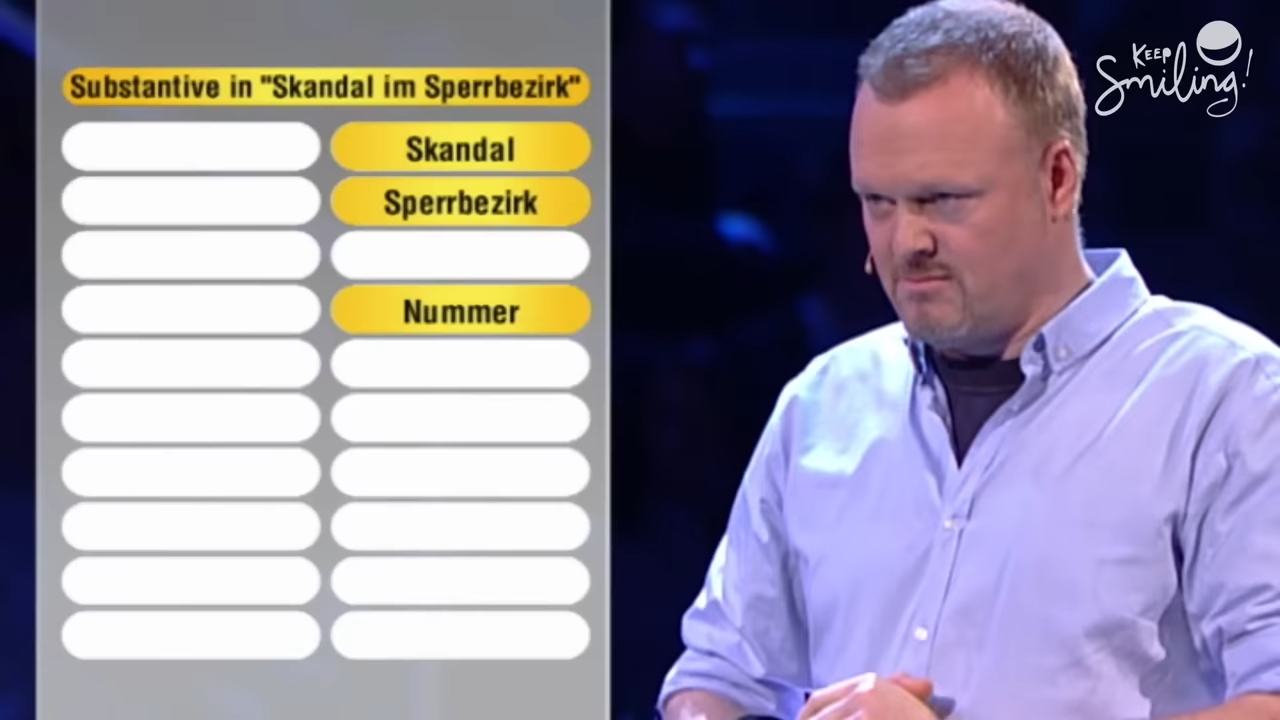 Substantive in "Skandal im Sperrbezirk"
Skandal
Sperrbezirk
Nummer
KEEP
Smiling!